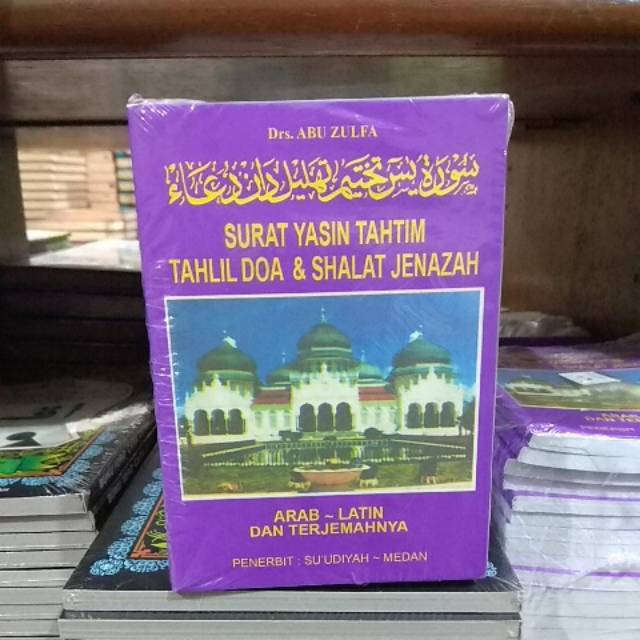 Drs. ABU ZULFA
سورة يس تختيم تهليل دان دعاء
SURAT YASIN TAHTIM
TAHLIL DOA & SHALAT JENAZAH
ARAB ~ LATIN
DAN TERJEMAHNYA
PENERBIT : SU'UDIYAH ~ MEDAN